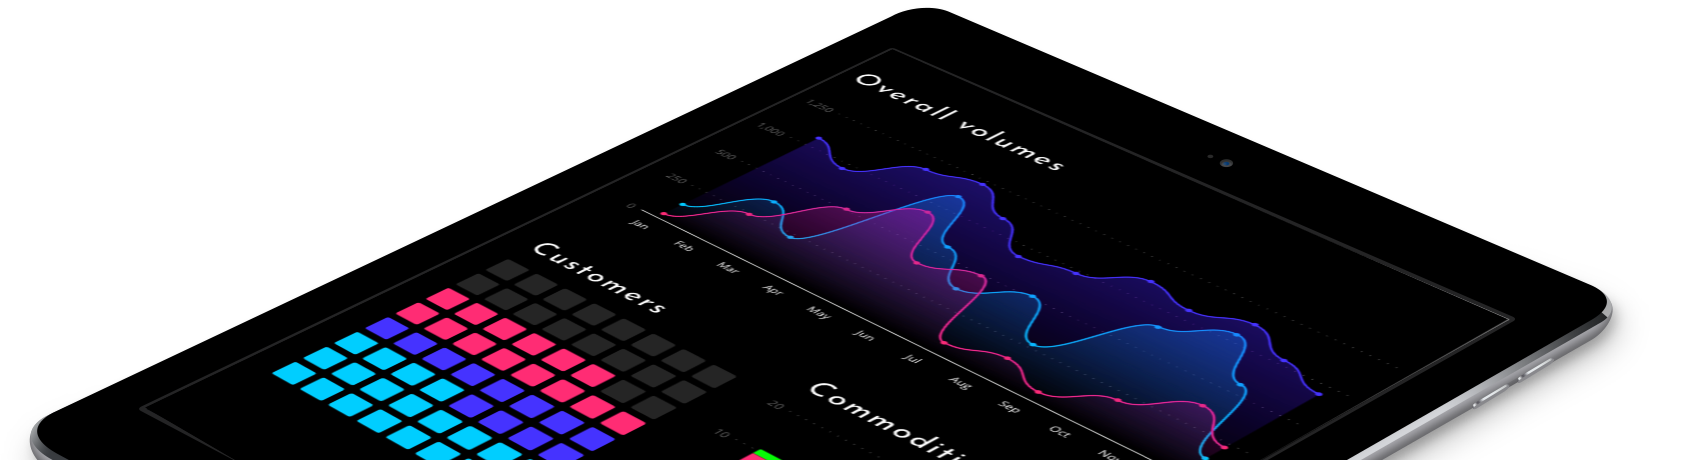 Overall volumes
1,250
1,000
500
250
0
Jan
Feb
Mar
Apr
May
Jun
Jul
Aug
Sep
Oct
Nov
Customers
Commoditi
20
10